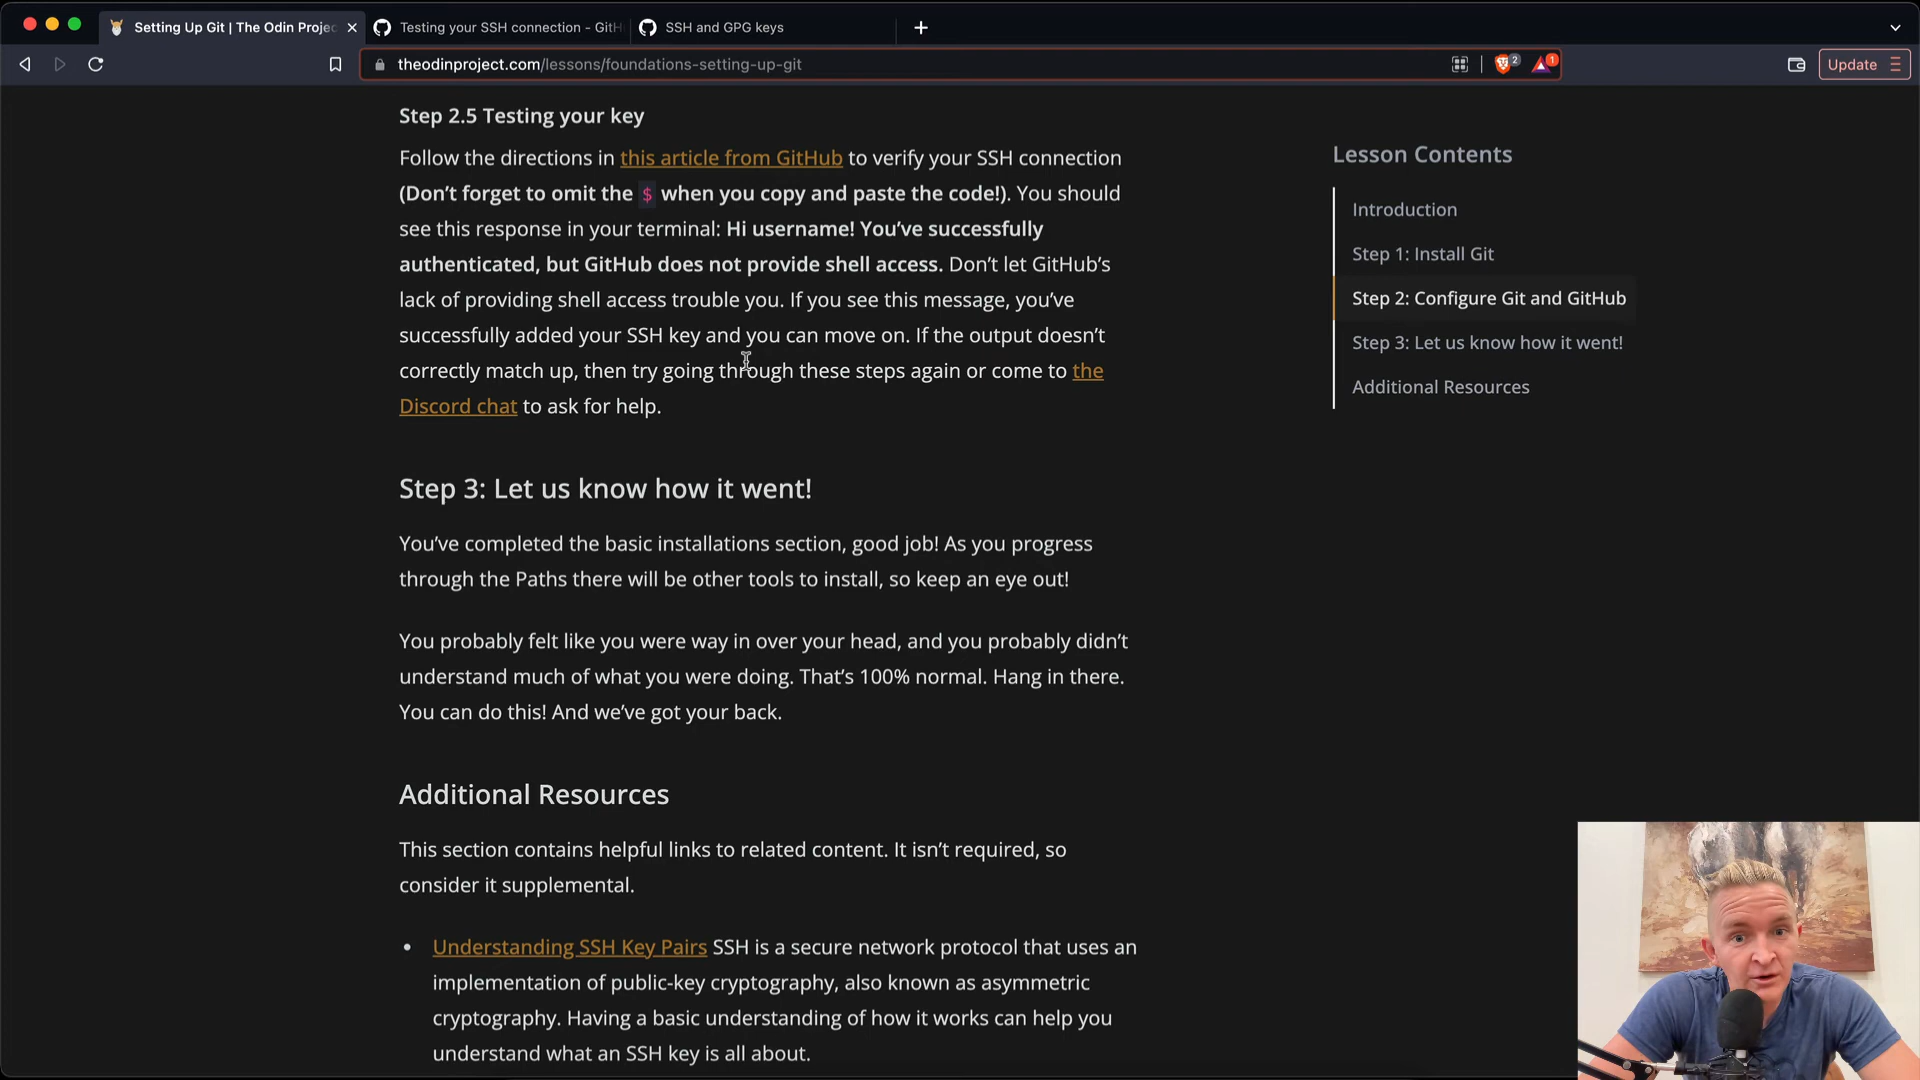 Setting Up Git | The Odin Projec
Testing your SSH connection - GitH
SSH and GPG keys
theodinproject.com/lessons/foundations-setting-up-git
2
1
Update
Step 2.5 Testing your key
Follow the directions in this article from GitHub to verify your SSH connection
(Don’t forget to omit the $ when you copy and paste the code!). You should
see this response in your terminal: Hi username! You’ve successfully
authenticated, but GitHub does not provide shell access. Don’t let GitHub’s
lack of providing shell access trouble you. If you see this message, you’ve
successfully added your SSH key and you can move on. If the output doesn’t
correctly match up, then try going through these steps again or come to the
Discord chat to ask for help.
Step 3: Let us know how it went!
You’ve completed the basic installations section, good job! As you progress
through the Paths there will be other tools to install, so keep an eye out!
You probably felt like you were way in over your head, and you probably didn’t
understand much of what you were doing. That’s 100% normal. Hang in there.
You can do this! And we’ve got your back.
Additional Resources
This section contains helpful links to related content. It isn’t required, so
consider it supplemental.
• Understanding SSH Key Pairs SSH is a secure network protocol that uses an
implementation of public-key cryptography, also known as asymmetric
cryptography. Having a basic understanding of how it works can help you
understand what an SSH key is all about.
Lesson Contents
Introduction
Step 1: Install Git
Step 2: Configure Git and GitHub
Step 3: Let us know how it went!
Additional Resources